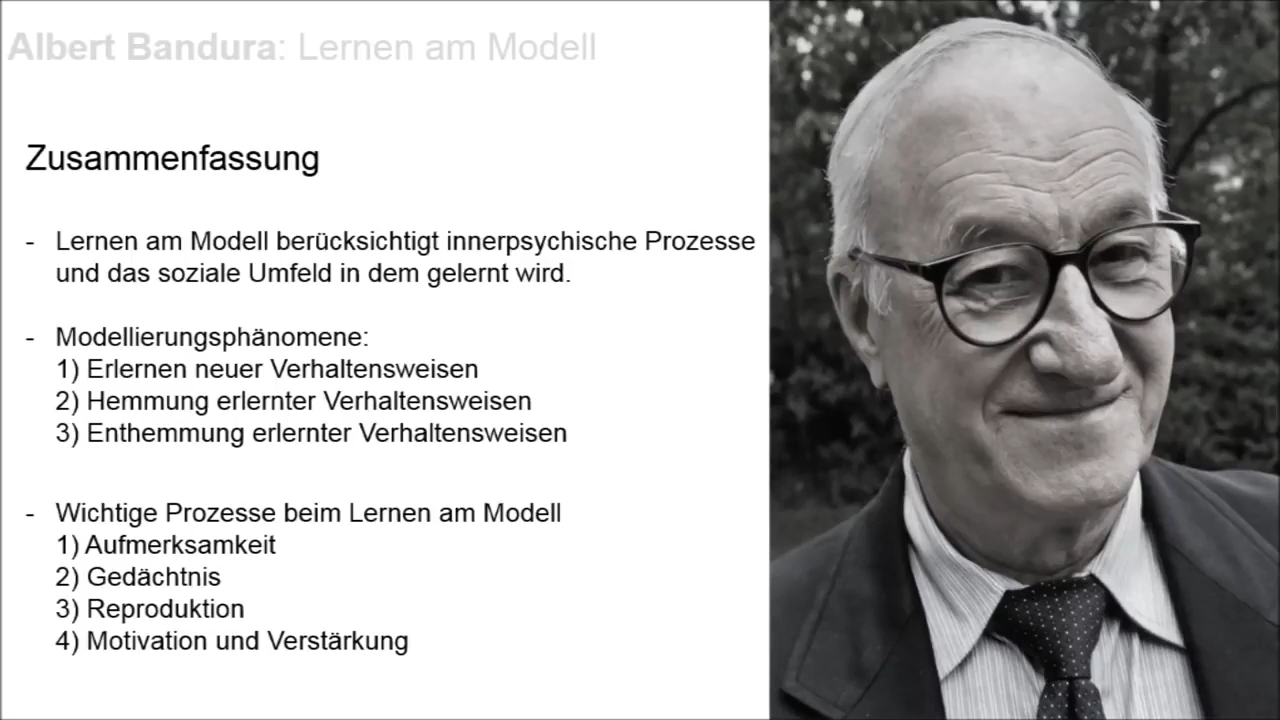 Albert Bandura: Lernen am Modell
Zusammenfassung
- Lernen am Modell berücksichtigt innerpsychische Prozesse
und das soziale Umfeld in dem gelernt wird.
- Modellierungsphänomene:
1) Erlernen neuer Verhaltensweisen
2) Hemmung erlernter Verhaltensweisen
3) Enthemmung erlernter Verhaltensweisen
- Wichtige Prozesse beim Lernen am Modell
1) Aufmerksamkeit
2) Gedächtnis
3) Reproduktion
4) Motivation und Verstärkung